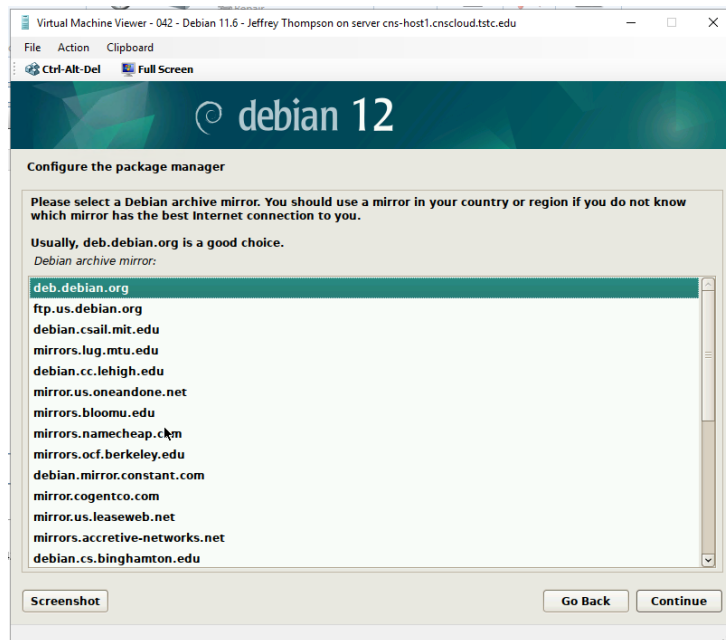 Virtual Machine Viewer - 042 - Debian 11.6 - Jeffrey Thompson on server cns-host1.cnscloud.tstc.edu
File Action Clipboard
Ctrl-Alt-Del Full Screen
debian 12
Configure the package manager
Please select a Debian archive mirror. You should use a mirror in your country or region if you do not know
which mirror has the best Internet connection to you.
Usually, deb.debian.org is a good choice.
Debian archive mirror:
deb.debian.org
ftp.us.debian.org
debian.csail.mit.edu
mirrors.lug.mtu.edu
debian.cc.lehigh.edu
mirror.us.oneandone.net
mirrors.bloomu.edu
mirrors.namecheap.com
mirrors.ocf.berkeley.edu
debian.mirror.constant.com
mirror.cogentco.com
mirror.us.leaseweb.net
mirrors.accretive-networks.net
debian.cs.binghamton.edu
Screenshot Go Back Continue